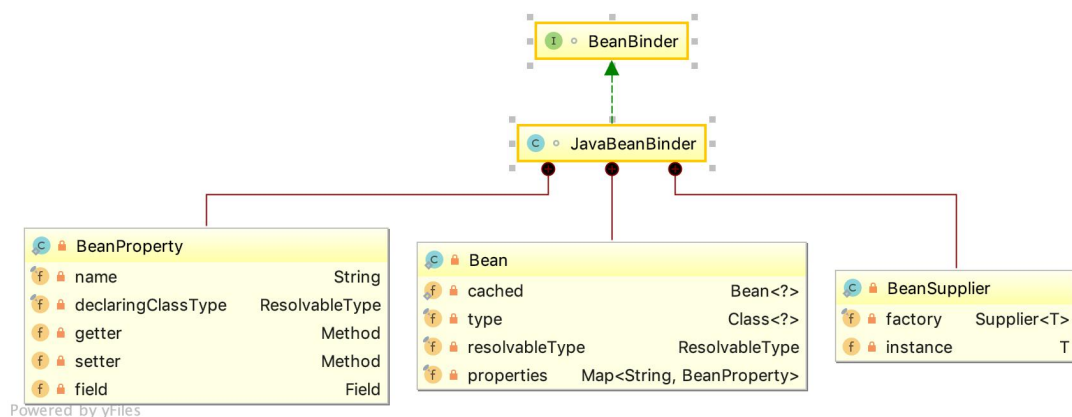 I BeanBinder
C JavaBeanBinder
C BeanProperty
f name String
f declaringClassType ResolvableType
f getter Method
f setter Method
f field Field
C Bean
f cached Bean<?>
f type Class<?>
f resolvableType ResolvableType
f properties Map<String, BeanProperty>
C BeanSupplier
f factory Supplier<T>
f instance T
Powered by yFiles